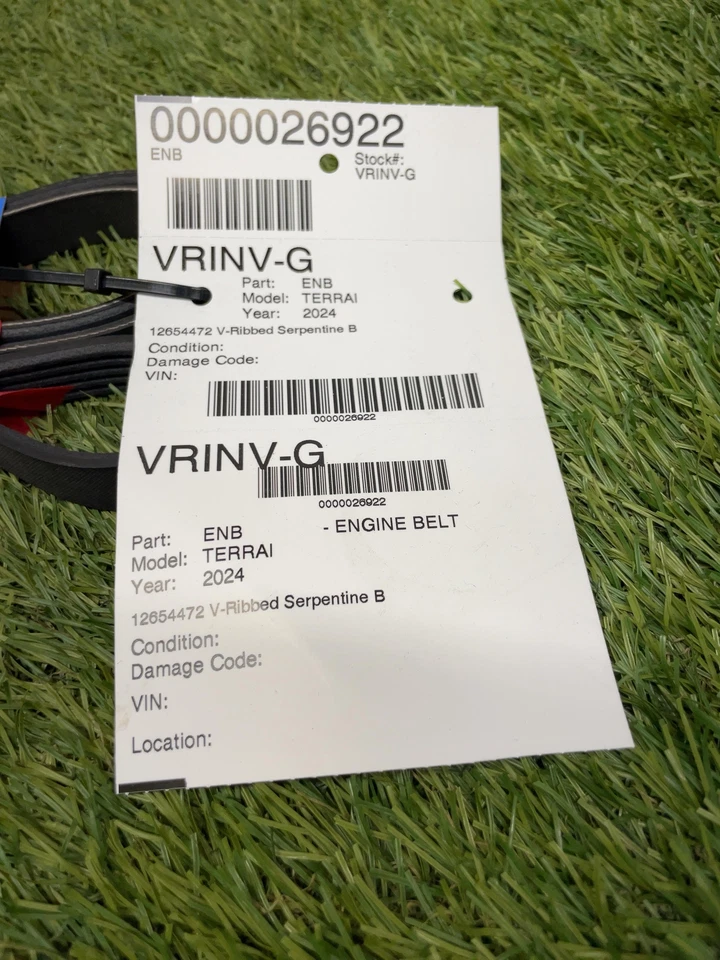 0000026922
ENB
Stock#:
VRINV-G
VRINV-G
Part: ENB
Model: TERRAI
Year: 2024
12654472 V-Ribbed Serpentine B
Condition:
Damage Code:
VIN:
0000026922
VRINV-G
0000026922
Part: ENB - ENGINE BELT
Model: TERRAI
Year: 2024
12654472 V-Ribbed Serpentine B
Condition:
Damage Code:
VIN:
Location: